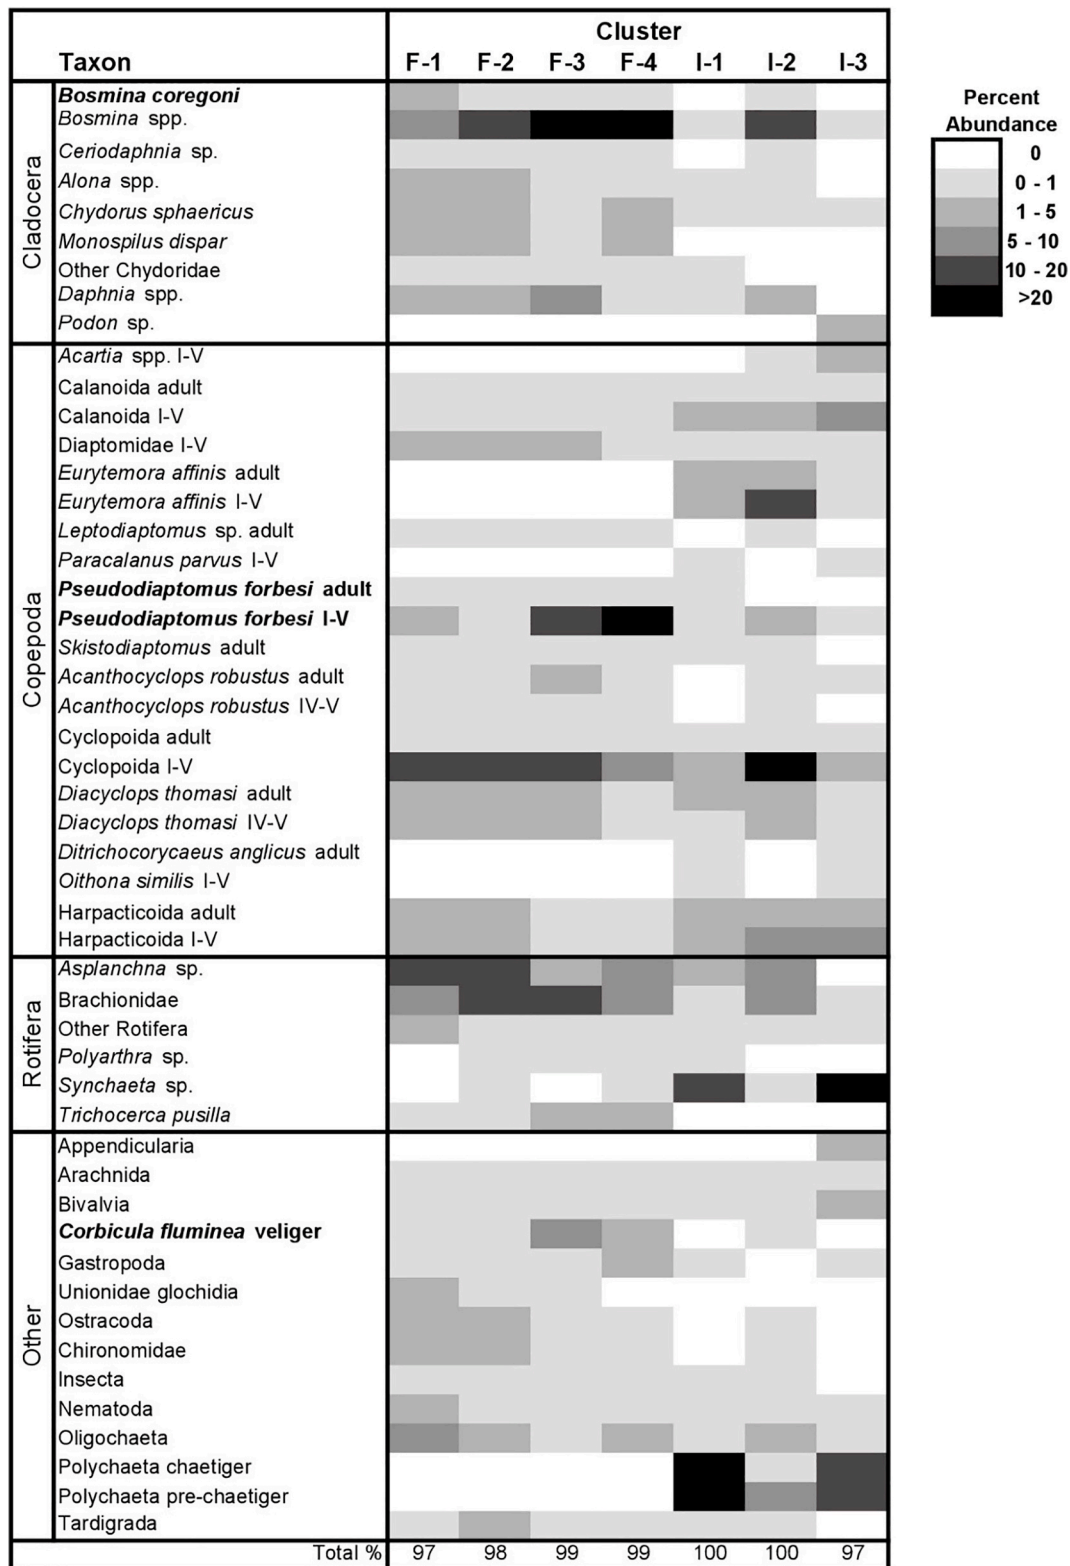 Cluster
Taxon F-1 F-2 F-3 F-4 I-1 I-2 I-3
Cladocera
Bosmina coregoni
Bosmina spp.
Ceriodaphnia sp.
Alona spp.
Chydorus sphaericus
Monospilus dispar
Other Chydoridae
Daphnia spp.
Podon sp.
Copepoda
Acartia spp. I-V
Calanoida adult
Calanoida I-V
Diaptomidae I-V
Eurytemora affinis adult
Eurytemora affinis I-V
Leptodiaptomus sp. adult
Paracalanus parvus I-V
Pseudodiaptomus forbesi adult
Pseudodiaptomus forbesi I-V
Skistodiaptomus adult
Acanthocyclops robustus adult
Acanthocyclops robustus IV-V
Cyclopoida adult
Cyclopoida I-V
Diacyclops thomasi adult
Diacyclops thomasi IV-V
Ditrichocorycaeus anglicus adult
Oithona similis I-V
Harpacticoida adult
Harpacticoida I-V
Rotifera
Asplanchna sp.
Brachionidae
Other Rotifera
Polyarthra sp.
Synchaeta sp.
Trichocerca pusilla
Other
Appendicularia
Arachnida
Bivalvia
Corbicula fluminea veliger
Gastropoda
Unionidae glochidia
Ostracoda
Chironomidae
Insecta
Nematoda
Oligochaeta
Polychaeta chaetiger
Polychaeta pre-chaetiger
Tardigrada
Total % 97 98 99 99 100 100 97
Percent
Abundance
0
0 - 1
1 - 5
5 - 10
10 - 20
>20